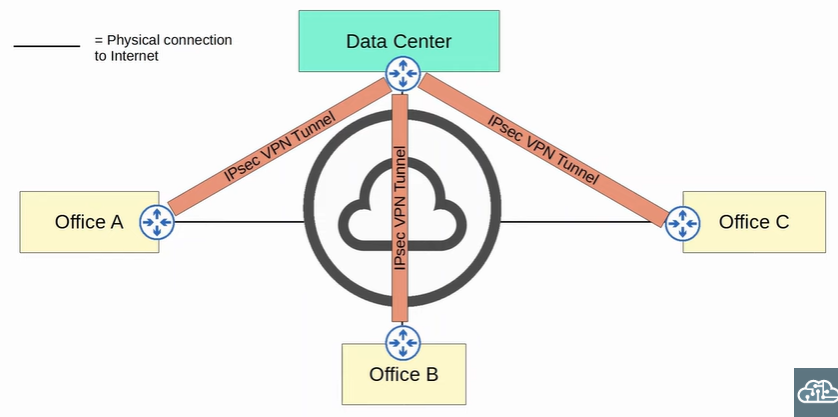 = Physical connection
to Internet
Data Center
IPsec VPN Tunnel
IPsec VPN Tunnel
IPsec VPN Tunnel
Office A
Office C
Office B